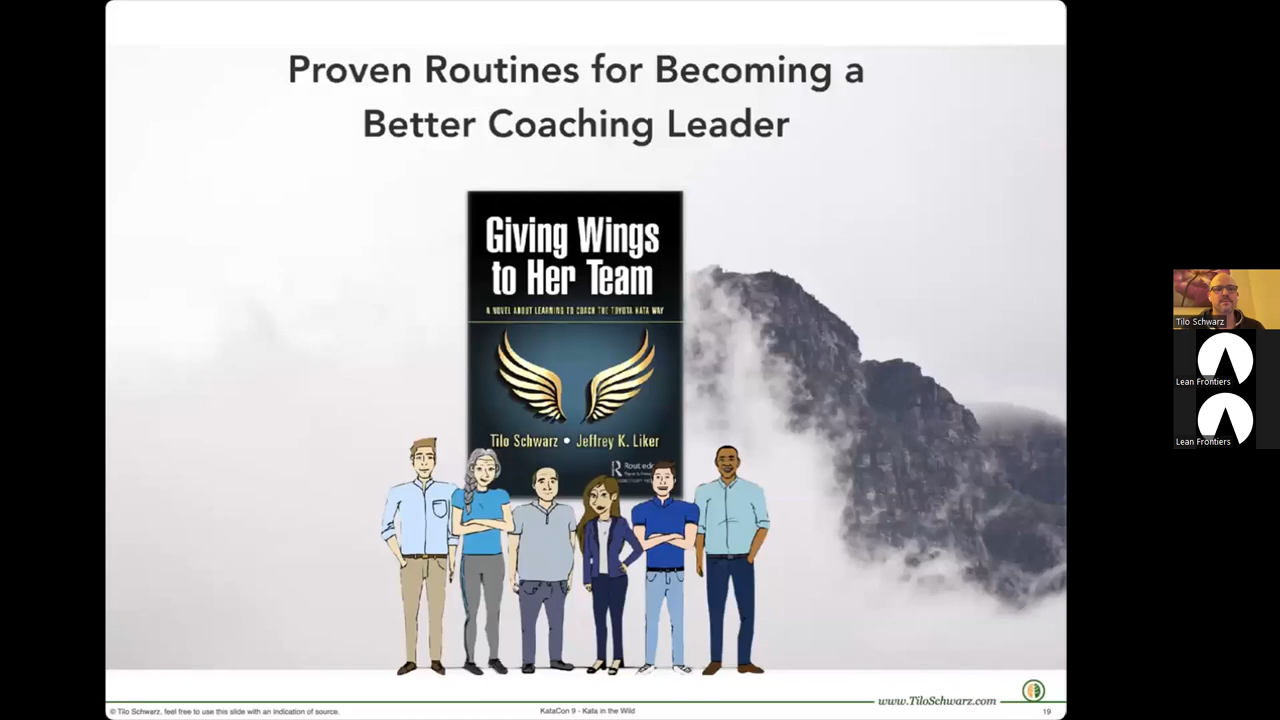 Proven Routines for Becoming a
Better Coaching Leader
Giving Wings
to Her Team
A NOVEL ABOUT LEARNING TO COACH THE TOYOTA KATA WAY
Tilo Schwarz • Jeffrey K. Liker
Tilo Schwarz
Lean Frontiers
Lean Frontiers
www.TiloSchwarz.com
© Tilo Schwarz, feel free to use this slide with an indication of source.
KataCon 9 - Kata in the Wild
19